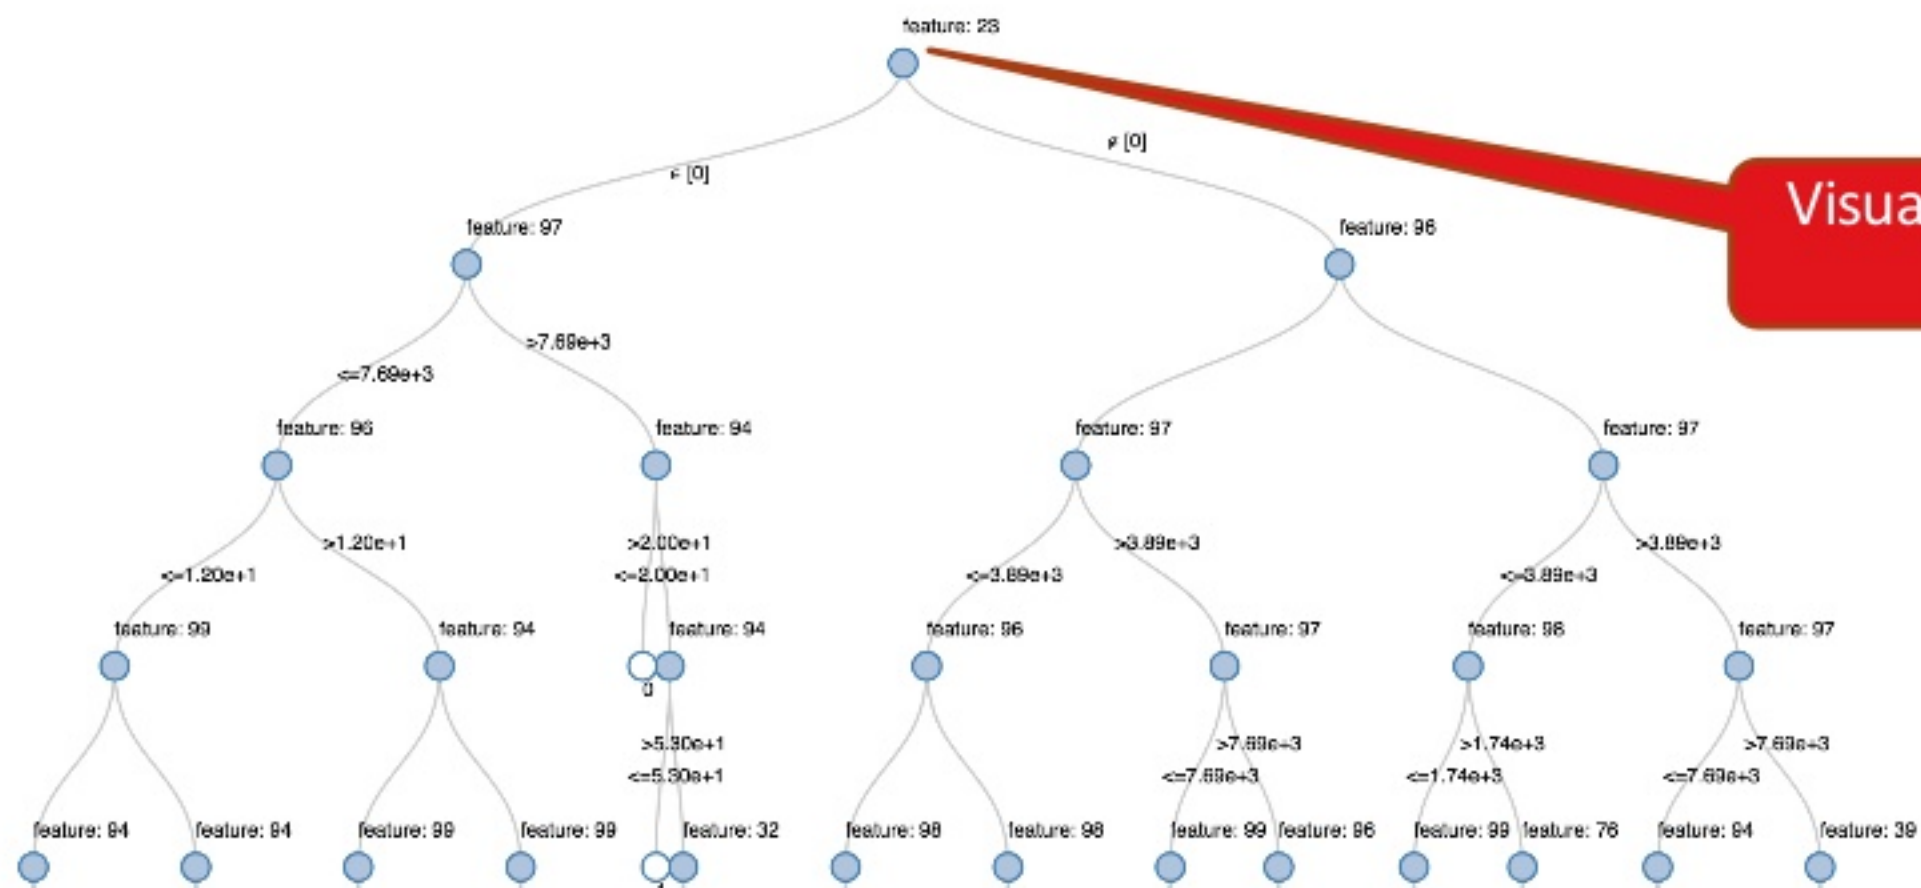 feature: 23
∉ [0]
∈ [0]
Visua
feature: 97
feature: 98
>7.69e+3
<=7.69e+3
feature: 96
feature: 94
feature: 97
feature: 97
>1.20e+1
>2.00e+1
>3.89e+3
>3.89e+3
<=1.20e+1
<=2.00e+1
<=3.89e+3
<=3.89e+3
feature: 99
feature: 94
feature: 94
feature: 96
feature: 97
feature: 98
feature: 97
0
>5.30e+1
>7.69e+3
>1.74e+3
>7.69e+3
<=5.30e+1
<=7.69e+3
<=1.74e+3
<=7.69e+3
feature: 94
feature: 94
feature: 99
feature: 99
feature: 32
feature: 98
feature: 98
feature: 99
feature: 96
feature: 99
feature: 76
feature: 94
feature: 39